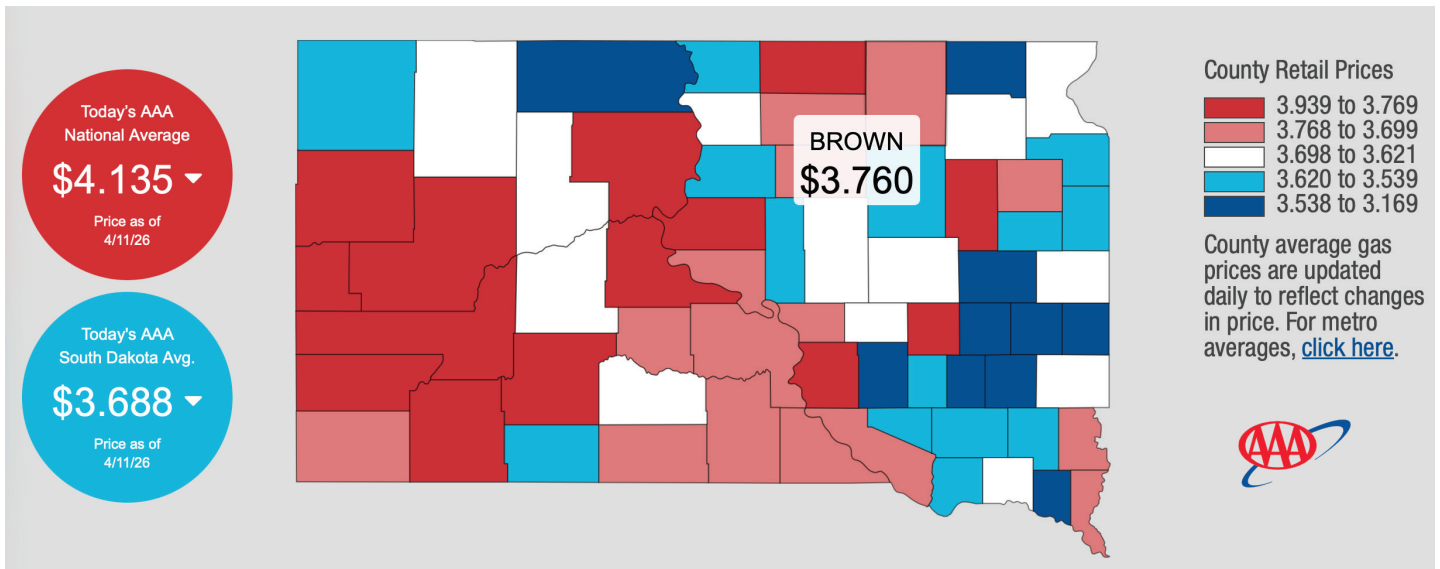 Today's AAA
National Average
$4.135
Price as of
4/11/26
Today's AAA
South Dakota Avg.
$3.688
Price as of
4/11/26
BROWN
$3.760
County Retail Prices
3.939 to 3.769
3.768 to 3.699
3.698 to 3.621
3.620 to 3.539
3.538 to 3.169
County average gas
prices are updated
daily to reflect changes
in price. For metro
averages, click here.
AAA